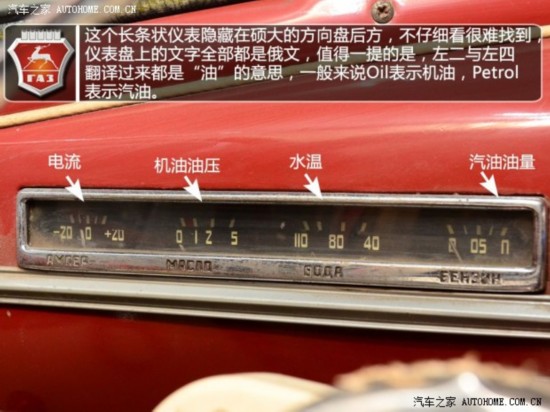 汽车之家 AUTOHOME.COM.CN
ГАЗ
这个长条状仪表隐藏在硕大的方向盘后方，不仔细看很难找到，
仪表盘上的文字全部都是俄文，值得一提的是，左二与左四
翻译过来都是“油”的意思，一般来说Oil表示机油，Petrol
表示汽油。
电流 机油油压 水温 汽油油量
-20 0 +20 0 1 2 5 110 80 40 0 05 П
АМПЕР МАСЛО ВОДА БЕНЗИН
汽车之家 AUTOHOME.COM.CN